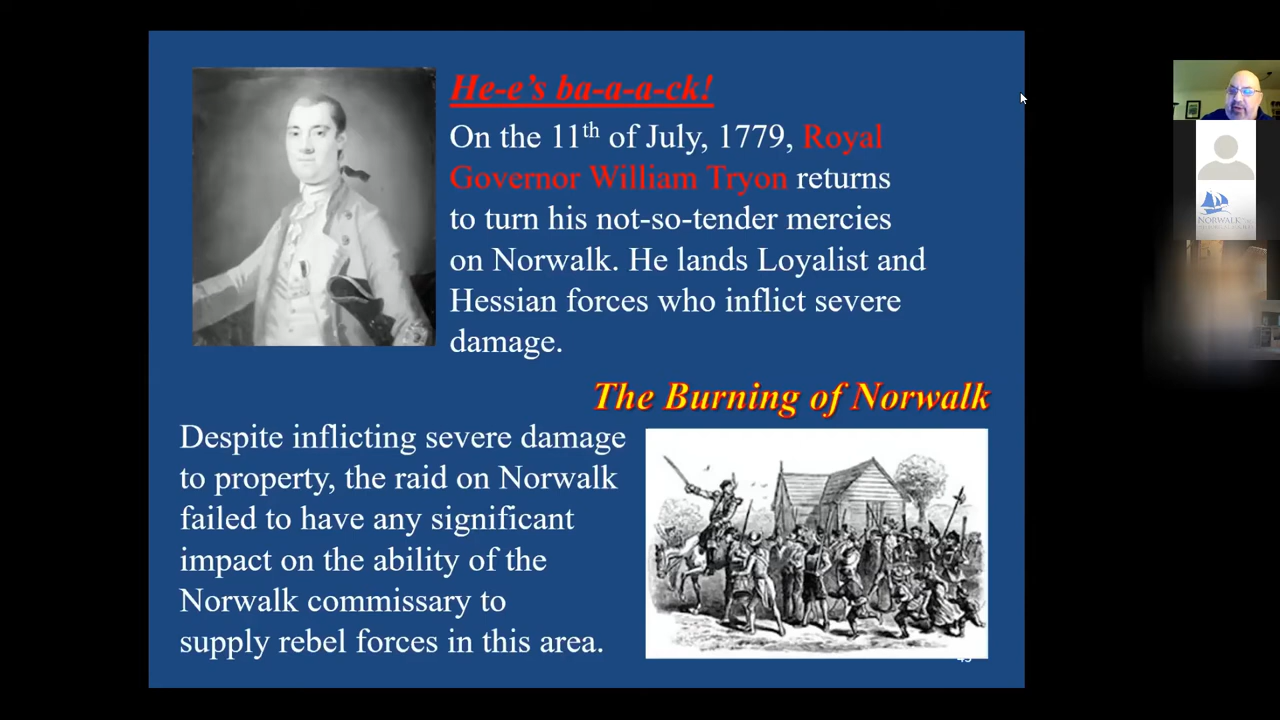 He-e's ba-a-a-ck!
On the 11th of July, 1779, Royal
Governor William Tryon returns
to turn his not-so-tender mercies
on Norwalk. He lands Loyalist and
Hessian forces who inflict severe
damage.
The Burning of Norwalk
Despite inflicting severe damage
to property, the raid on Norwalk
failed to have any significant
impact on the ability of the
Norwalk commissary to
supply rebel forces in this area.
NORWALK